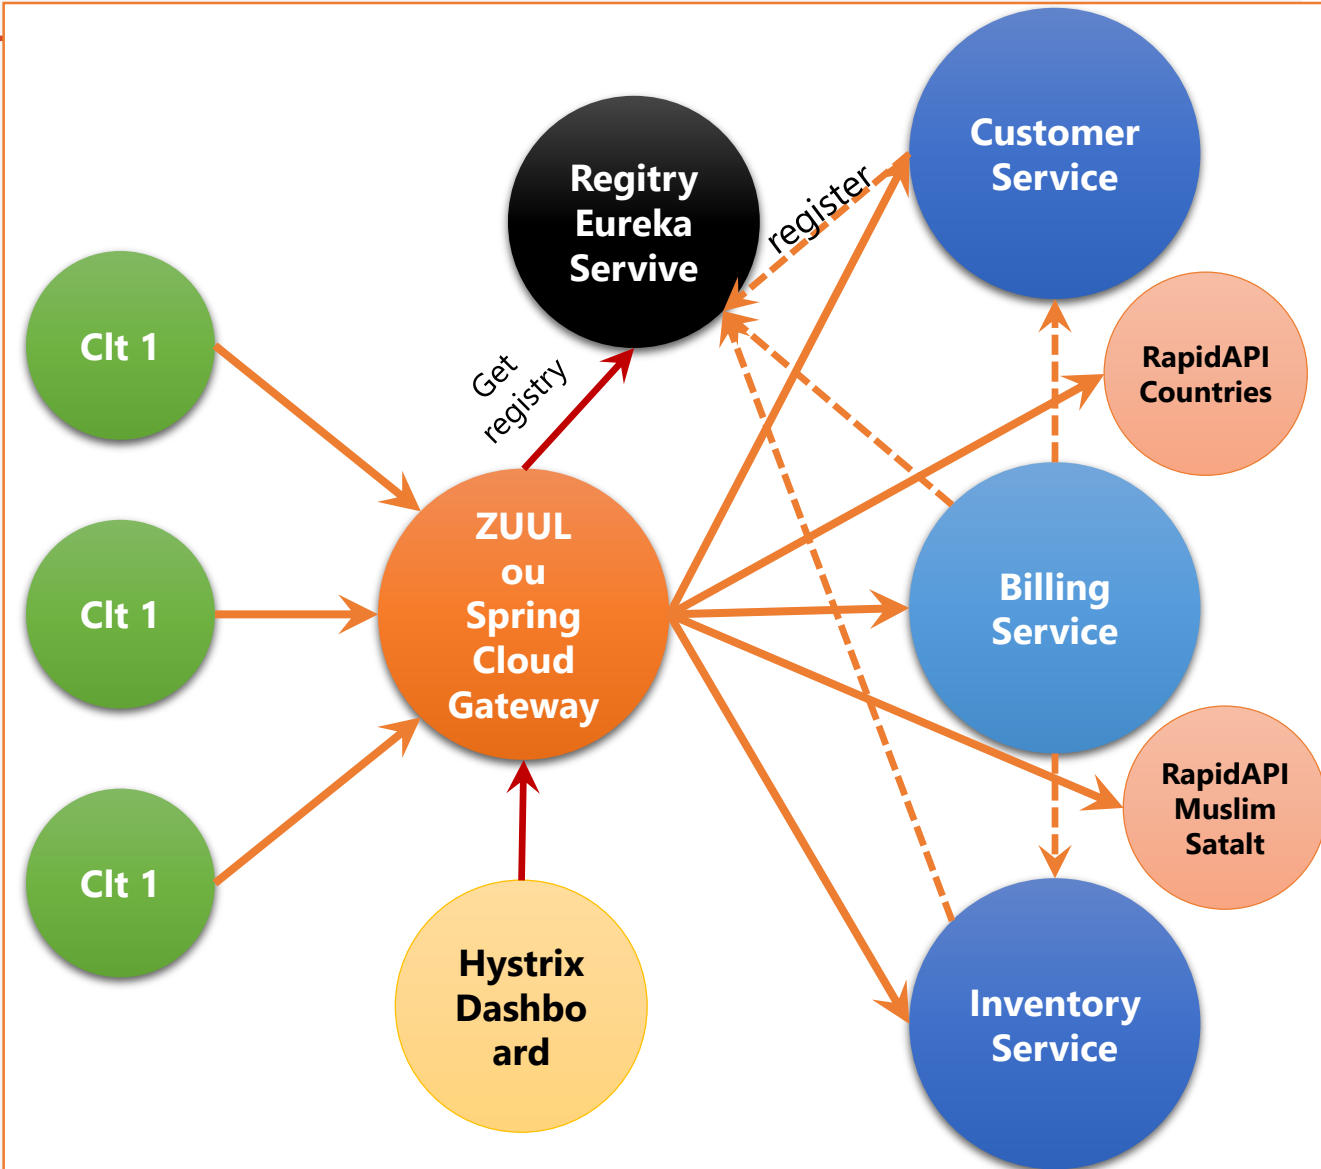 Customer
Service
Regitry
Eureka
Servive
register
Clt 1
RapidAPI
Countries
Get
registry
ZUUL
ou
Spring
Cloud
Gateway
Clt 1
Billing
Service
RapidAPI
Muslim
Satalt
Clt 1
Hystrix
Dashbo
ard
Inventory
Service